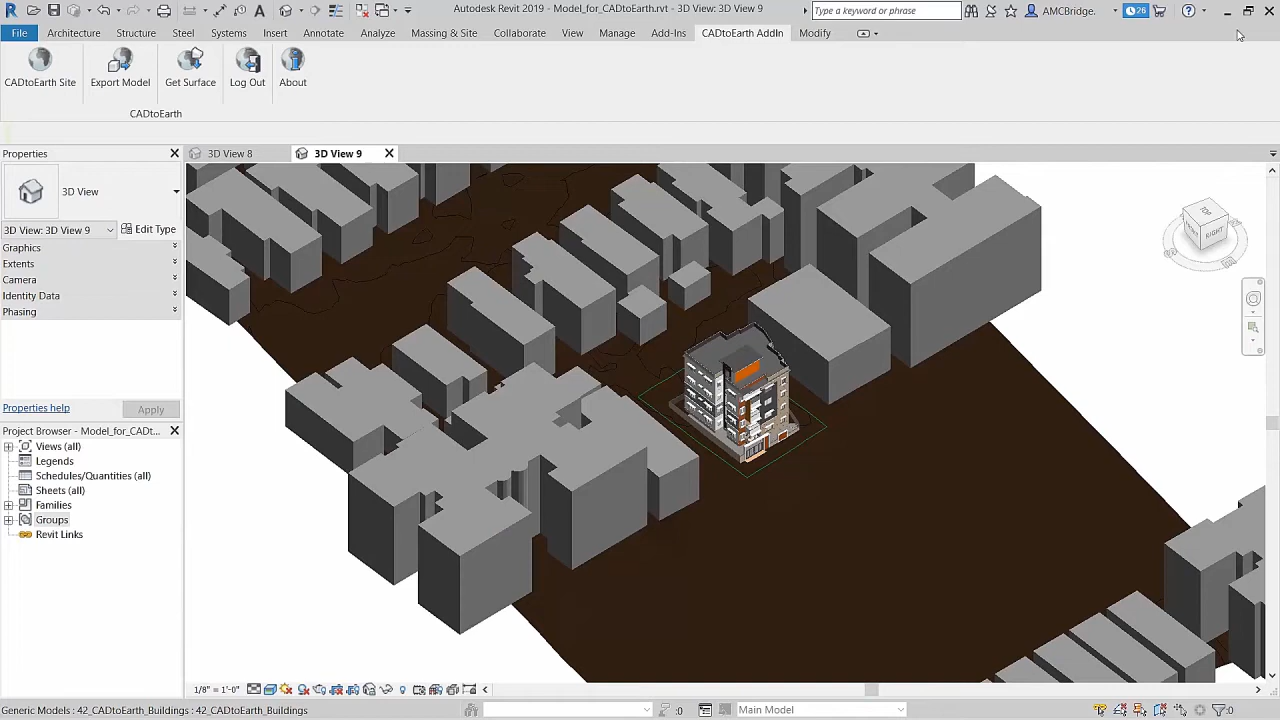 Autodesk Revit 2019 - Model_for_CADtoEarth.rvt - 3D View: 3D View 9
Type a keyword or phrase
AMCBridge.
26
File Architecture Structure Steel Systems Insert Annotate Analyze Massing & Site Collaborate View Manage Add-Ins CADtoEarth AddIn Modify
CADtoEarth Site Export Model Get Surface Log Out About
CADtoEarth
Properties
3D View 8
3D View 9
3D View
3D View: 3D View 9
Edit Type
Graphics
Extents
Camera
Identity Data
Phasing
Properties help
Apply
Project Browser - Model_for_CADt...
Views (all)
Legends
Schedules/Quantities (all)
Sheets (all)
Families
Groups
Revit Links
RIGHT
1/8" = 1'-0"
Generic Models : 42_CADtoEarth_Buildings : 42_CADtoEarth_Buildings
:0
Main Model
:0